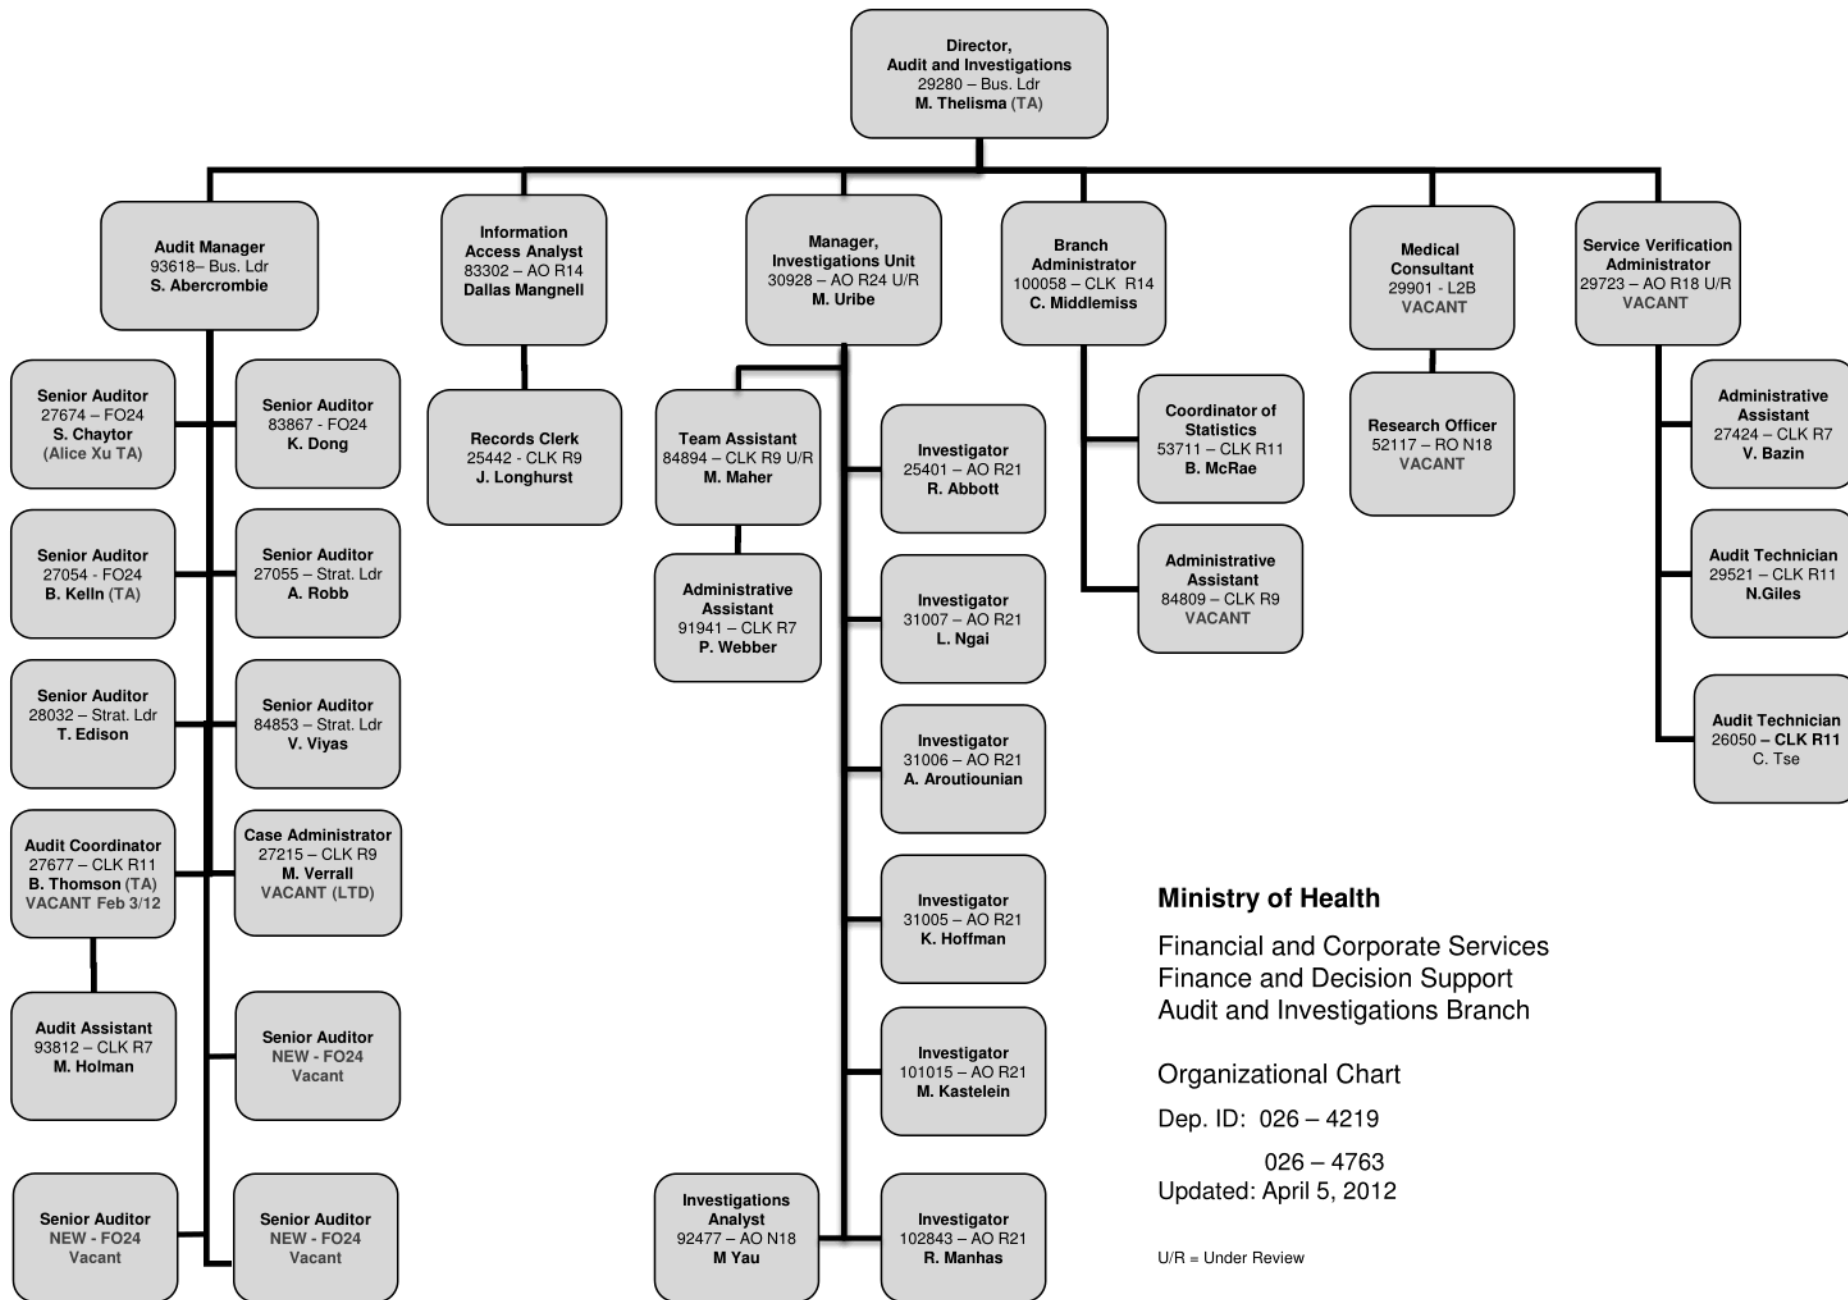 Director,
Audit and Investigations
29280 – Bus. Ldr
M. Thelisma (TA)
Audit Manager
93618– Bus. Ldr
S. Abercrombie
Information
Access Analyst
83302 – AO R14
Dallas Mangnell
Manager,
Investigations Unit
30928 – AO R24 U/R
M. Uribe
Branch
Administrator
100058 – CLK  R14
C. Middlemiss
Medical
Consultant
29901 - L2B
VACANT
Service Verification
Administrator
29723 – AO R18 U/R
VACANT
Senior Auditor
27674 – FO24
S. Chaytor
(Alice Xu TA)
Senior Auditor
83867 - FO24
K. Dong
Senior Auditor
27054 - FO24
B. Kelln (TA)
Senior Auditor
27055 – Strat. Ldr
A. Robb
Senior Auditor
28032 – Strat. Ldr
T. Edison
Senior Auditor
84853 – Strat. Ldr
V. Viyas
Audit Coordinator
27677 – CLK R11
B. Thomson (TA)
VACANT Feb 3/12
Case Administrator
27215 – CLK R9
M. Verrall
VACANT (LTD)
Audit Assistant
93812 – CLK R7
M. Holman
Senior Auditor
NEW - FO24
Vacant
Senior Auditor
NEW - FO24
Vacant
Senior Auditor
NEW - FO24
Vacant
Records Clerk
25442 - CLK R9
J. Longhurst
Team Assistant
84894 – CLK R9 U/R
M. Maher
Administrative
Assistant
91941 – CLK R7
P. Webber
Investigator
25401 – AO R21
R. Abbott
Investigator
31007 – AO R21
L. Ngai
Investigator
31006 – AO R21
A. Aroutiounian
Investigator
31005 – AO R21
K. Hoffman
Investigator
101015 – AO R21
M. Kastelein
Investigations
Analyst
92477 – AO N18
M Yau
Investigator
102843 – AO R21
R. Manhas
Coordinator of
Statistics
53711 – CLK R11
B. McRae
Administrative
Assistant
84809 – CLK R9
VACANT
Research Officer
52117 – RO N18
VACANT
Administrative
Assistant
27424 – CLK R7
V. Bazin
Audit Technician
29521 – CLK R11
N.Giles
Audit Technician
26050 – CLK R11
C. Tse
Ministry of Health
Financial and Corporate Services
Finance and Decision Support
Audit and Investigations Branch
Organizational Chart
Dep. ID:  026 – 4219
026 – 4763
Updated: April 5, 2012
U/R = Under Review